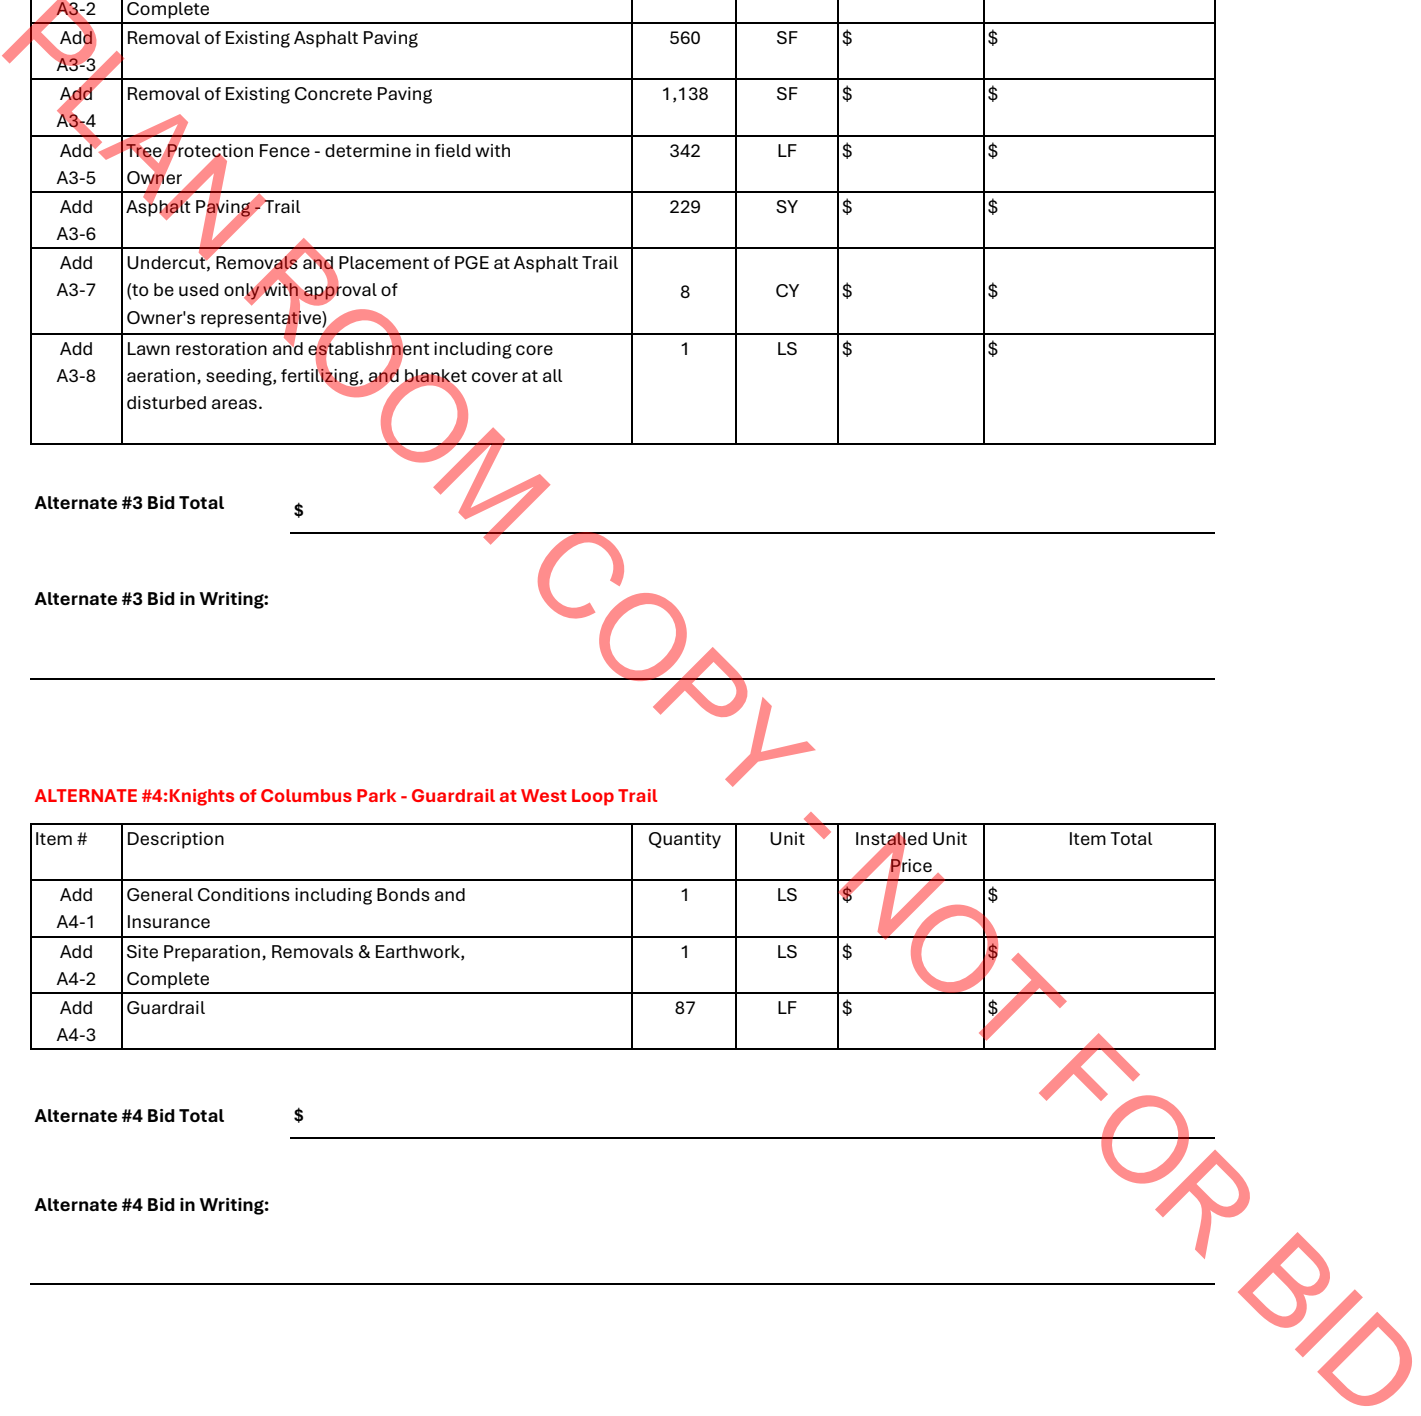 A3-2 Complete
Add Removal of Existing Asphalt Paving 560 SF $ $
A3-3
Add Removal of Existing Concrete Paving 1,138 SF $ $
A3-4
Add Tree Protection Fence - determine in field with 342 LF $ $
A3-5 Owner
Add Asphalt Paving - Trail 229 SY $ $
A3-6
Add Undercut, Removals and Placement of PGE at Asphalt Trail
A3-7 (to be used only with approval of 8 CY $ $
Owner's representative)
Add Lawn restoration and establishment including core 1 LS $ $
A3-8 aeration, seeding, fertilizing, and blanket cover at all
disturbed areas.
Alternate #3 Bid Total $
Alternate #3 Bid in Writing:
ALTERNATE #4:Knights of Columbus Park - Guardrail at West Loop Trail
Item # Description Quantity Unit Installed Unit Item Total
Price
Add General Conditions including Bonds and 1 LS $ $
A4-1 Insurance
Add Site Preparation, Removals & Earthwork, 1 LS $ $
A4-2 Complete
Add Guardrail 87 LF $ $
A4-3
Alternate #4 Bid Total $
Alternate #4 Bid in Writing:
PLAN ROOM COPY - NOT FOR BID